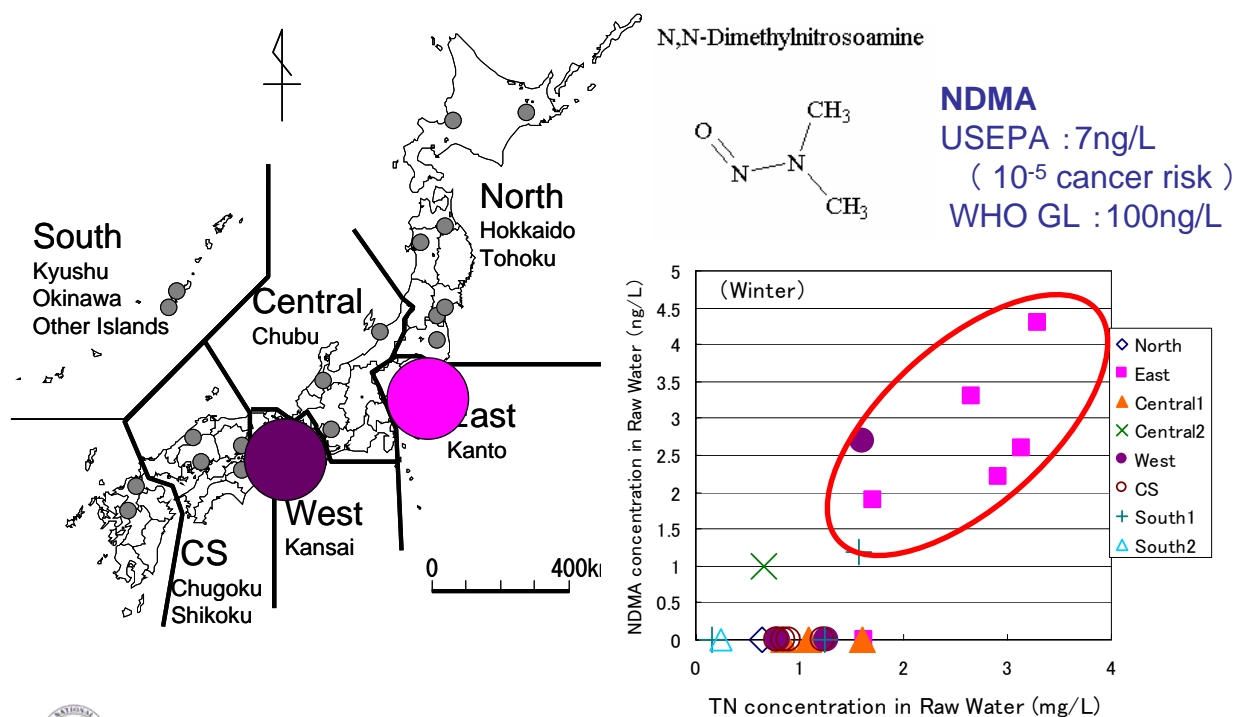 N,N-Dimethylnitrosoamine
O
N
N
CH3
CH3
NDMA
USEPA : 7ng/L
( 10-5 cancer risk )
WHO GL : 100ng/L
North
Hokkaido
Tohoku
South
Kyushu
Okinawa
Other Islands
Central
Chubu
East
Kanto
West
Kansai
CS
Chugoku
Shikoku
0 400k
(Winter)
NDMA concentration in Raw Water (ng/L)
5
4.5
4
3.5
3
2.5
2
1.5
1
0.5
0
0 1 2 3 4
TN concentration in Raw Water (mg/L)
North
East
Central1
Central2
West
CS
South1
South2
NATIONAL